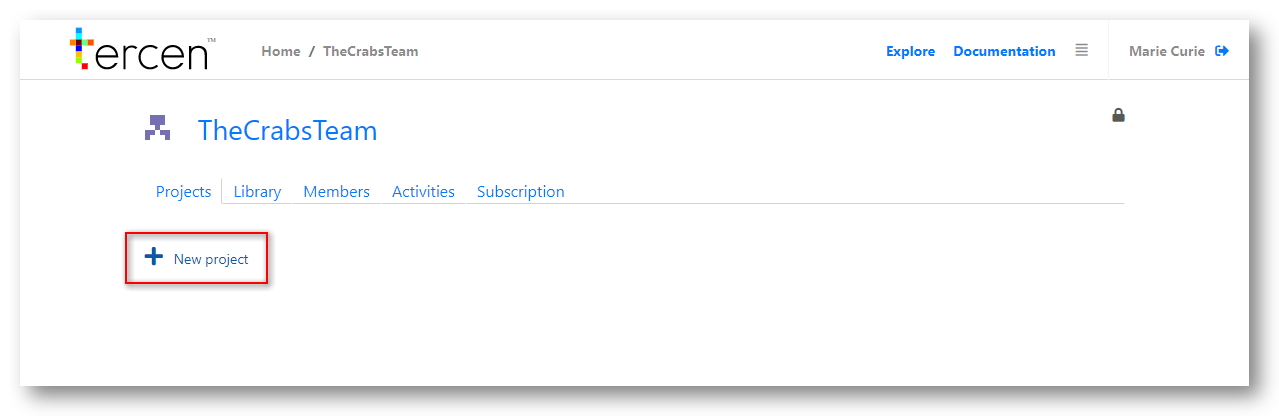 tercen™
Home / TheCrabsTeam
Explore Documentation
Marie Curie
TheCrabsTeam
Projects Library Members Activities Subscription
New project